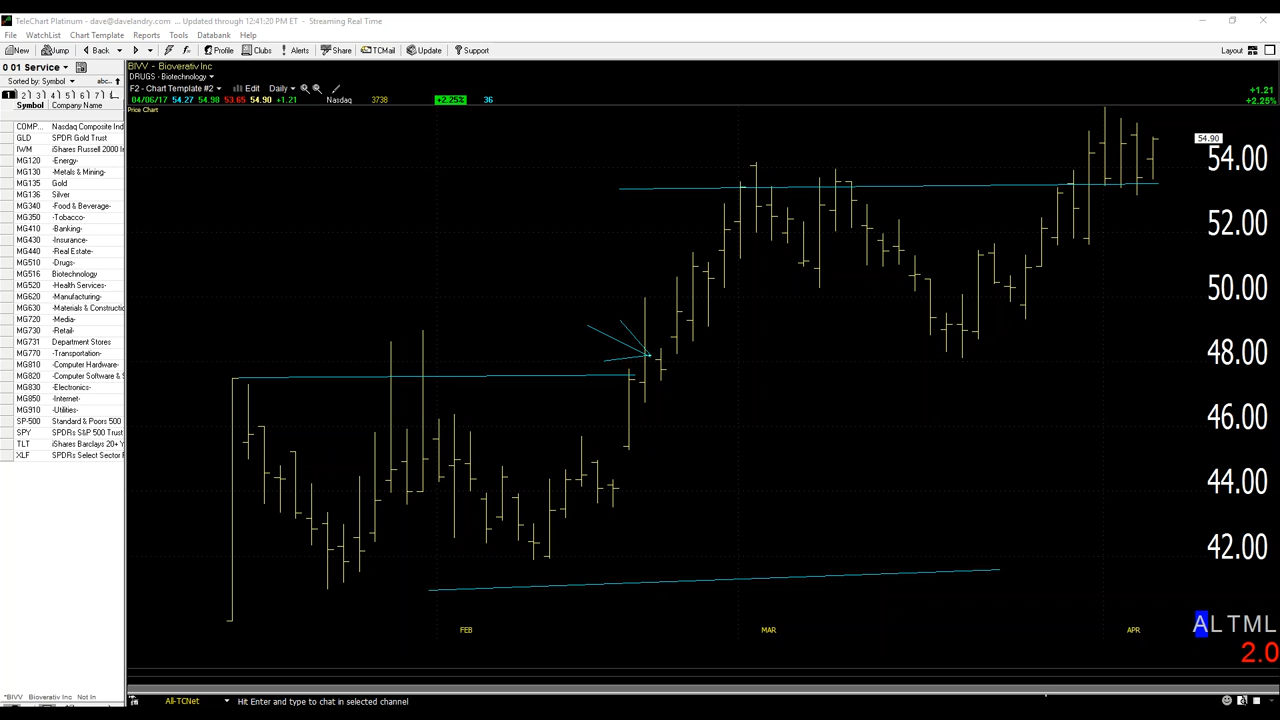 TeleChart Platinum - dave@davelandry.com ... Updated through 12:41:20 PM ET - Streaming Real Time
File WatchList Chart Template Reports Tools Databank Help
New Jump Back Profile Clubs Alerts Share TCMail Update Support Layout
0 01 Service
Sorted by: Symbol abc...
1 2 3 4 5 6 7
Symbol Company Name
COMP... Nasdaq Composite Ind
GLD SPDR Gold Trust
IWM iShares Russell 2000 In
MG120 -Energy-
MG130 -Metals & Mining-
MG135 Gold
MG136 Silver
MG340 -Food & Beverage-
MG350 -Tobacco-
MG410 -Banking-
MG430 -Insurance-
MG440 -Real Estate-
MG510 -Drugs-
MG516 Biotechnology
MG520 -Health Services-
MG620 -Manufacturing-
MG630 -Materials & Constructio
MG720 -Media-
MG730 -Retail-
MG731 Department Stores
MG770 -Transportation-
MG810 -Computer Hardware-
MG820 -Computer Software & S
MG830 -Electronics-
MG850 -Internet-
MG910 -Utilities-
SP-500 Standard & Poors 500
SPY SPDRs S&P 500 Trust
TLT iShares Barclays 20+ Y
XLF SPDRs Select Sector F
*BIVV Bioverativ Inc Not In
BIVV - Bioverativ Inc
DRUGS - Biotechnology
F2 - Chart Template #2 Edit Daily
04/06/17 54.27 54.98 53.65 54.90 +1.21 Nasdaq 3738 +2.25% 36
Price Chart
+1.21
+2.25%
54.90
54.00
52.00
50.00
48.00
46.00
44.00
42.00
FEB MAR APR
ALTML
2.0
All-TCNet Hit Enter and type to chat in selected channel